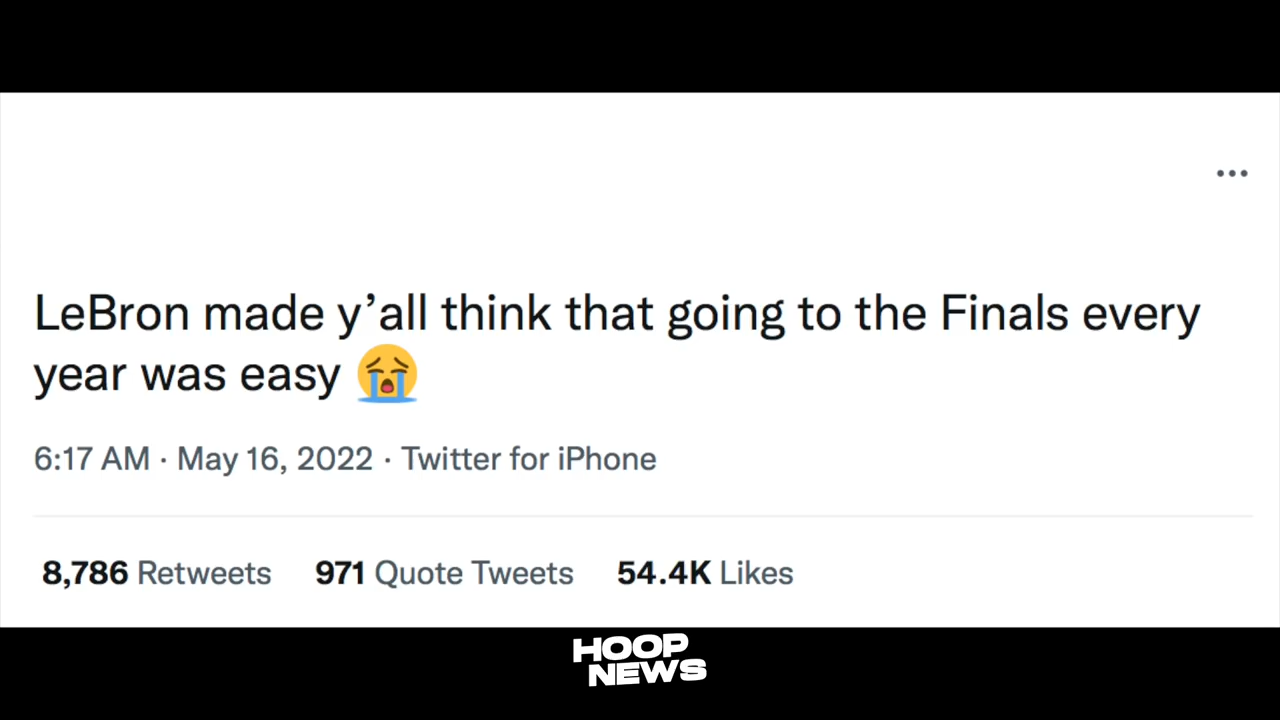 LeBron made y’all think that going to the Finals every
year was easy 😭
6:17 AM · May 16, 2022 · Twitter for iPhone
8,786 Retweets 971 Quote Tweets 54.4K Likes
HOOP
NEWS